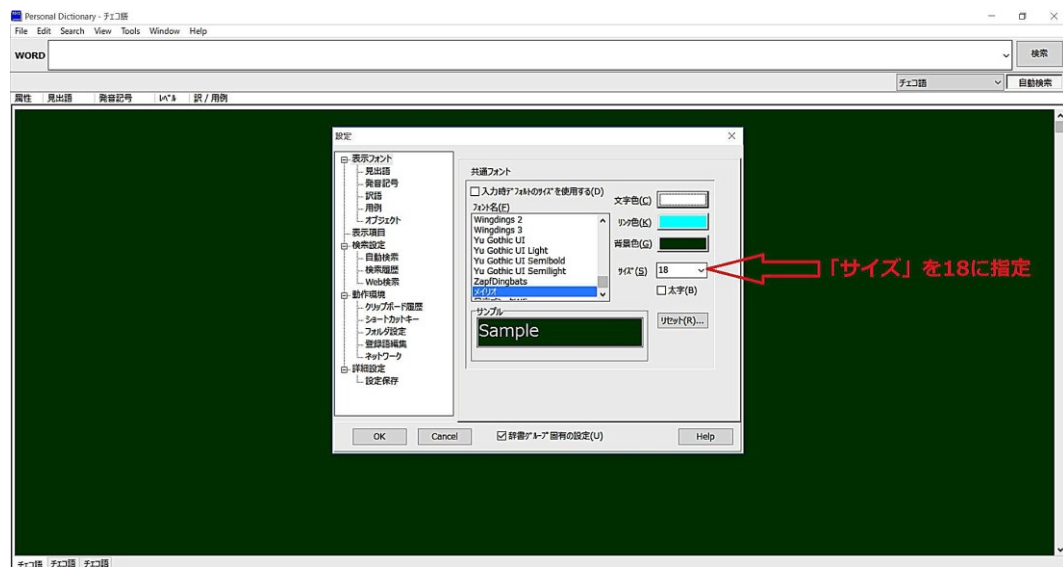 Personal Dictionary - チェコ語
File Edit Search View Tools Window Help
WORD
検索
チェコ語
自動検索
属性 見出語 発音記号 ﾚﾍﾞﾙ 訳 / 用例
設定
表示フォント
見出語
発音記号
訳語
用例
オブジェクト
表示項目
検索設定
自動検索
検索履歴
Web検索
動作環境
クリップボード履歴
ショートカットキー
フォルダ設定
登録語編集
ネットワーク
詳細設定
設定保存
共通フォント
入力時ﾃﾞﾌｫﾙﾄのｻｲｽﾞを使用する(D)
ﾌｫﾝﾄ名(F)
Wingdings 2
Wingdings 3
Yu Gothic UI
Yu Gothic UI Light
Yu Gothic UI Semibold
Yu Gothic UI Semilight
ZapfDingbats
メイリオ
文字色(C)
ﾘﾝｸ色(K)
背景色(G)
ｻｲｽﾞ(S) 18
太字(B)
サンプル
Sample
ﾘｾｯﾄ(R)...
OK Cancel 辞書ｸﾞﾙｰﾌﾟ固有の設定(U) Help
「サイズ」を18に指定
チェコ語 チェコ語 チェコ語